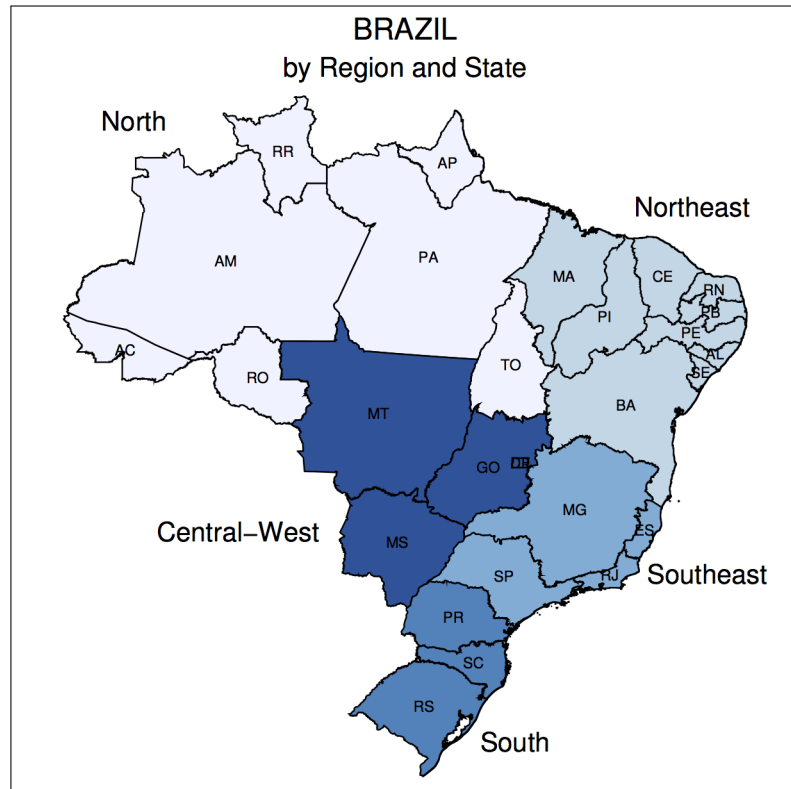 BRAZIL
by Region and State
North
RR
AP
Northeast
AM
PA
MA
CE
RN
PI
PB
PE
AC
AL
RO
TO
SE
MT
BA
GO
DF
MG
Central–West
MS
ES
SP
RJ
Southeast
PR
SC
RS
South